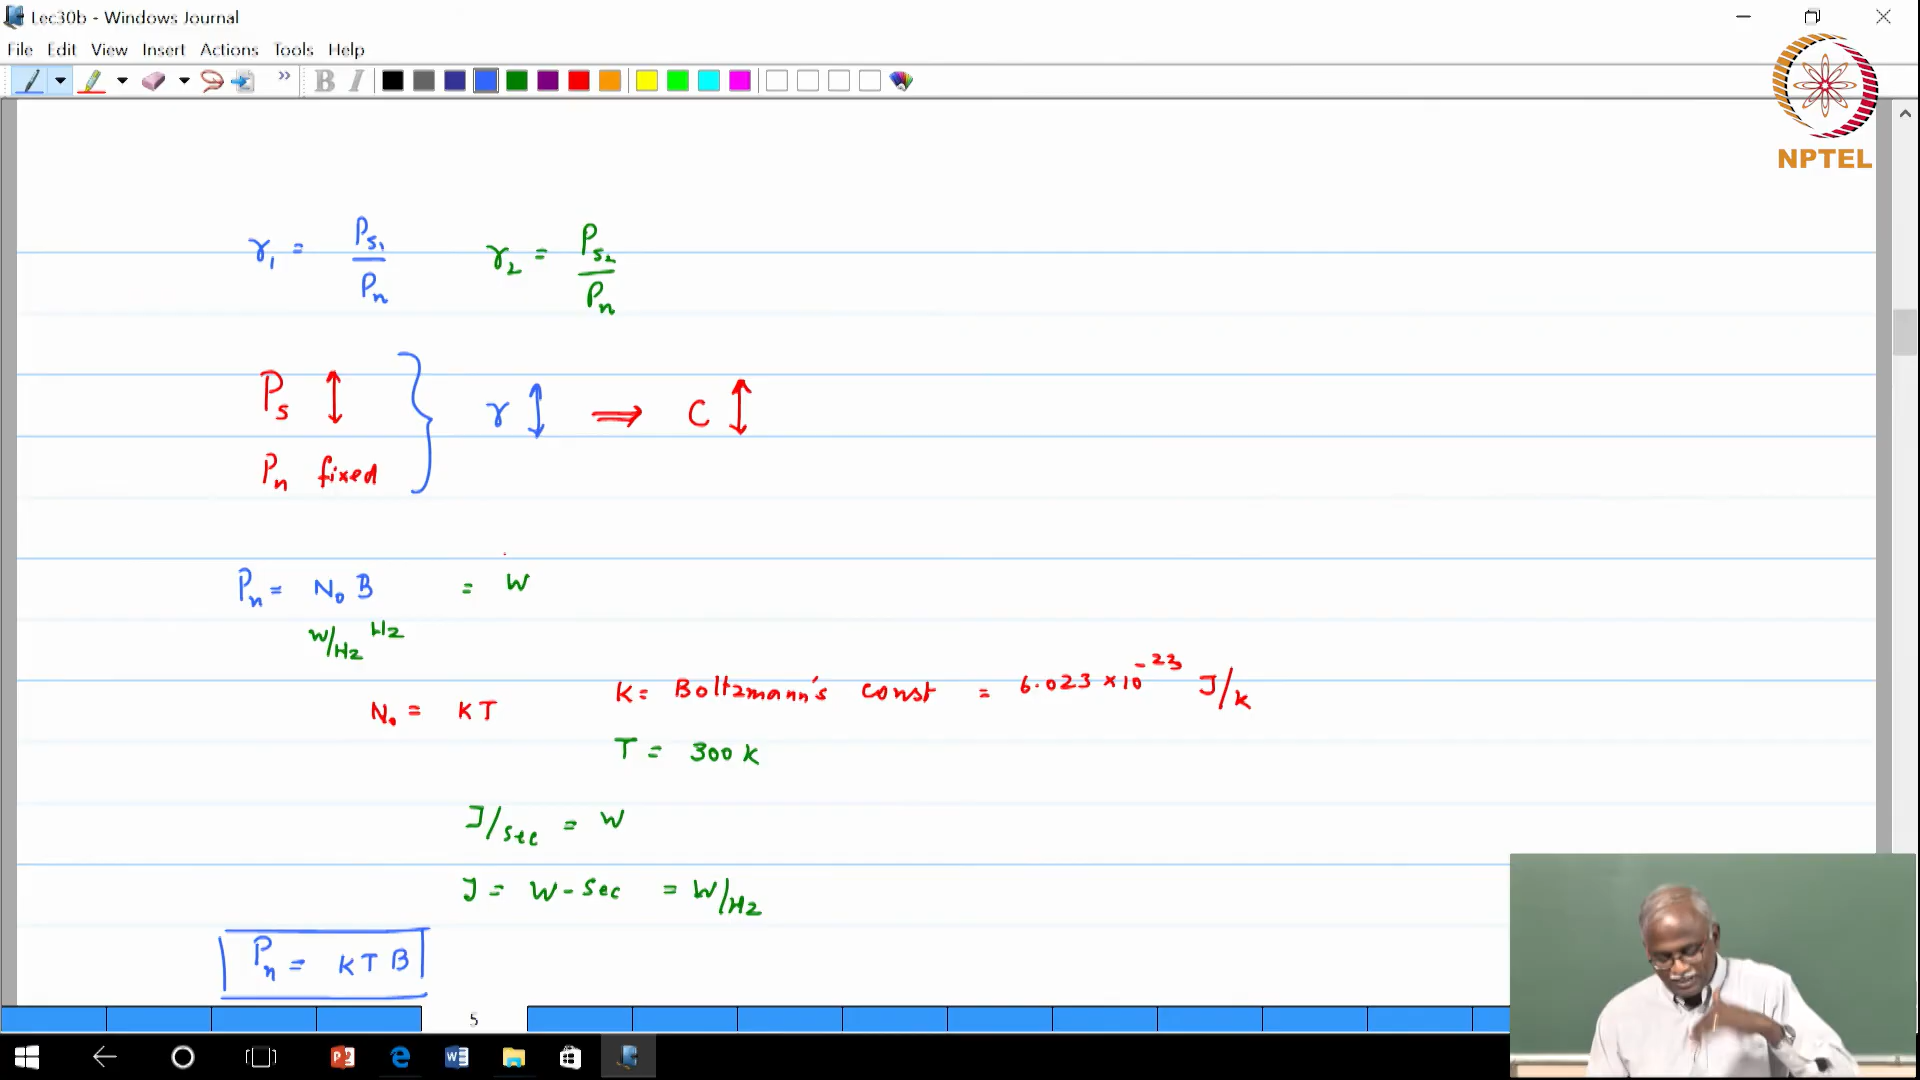 Lec30b - Windows Journal
File Edit View Insert Actions Tools Help
B I
NPTEL
γ₁ = Ps₁/Pn γ₂ = Ps₂/Pn
Ps ↕ } γ ↕ ⇒ C ↕
Pn fixed
Pn = N₀ B = W
W/Hz Hz
K = Boltzmann's const = 6.023 × 10⁻²³ J/K
N₀ = KT
T = 300 K
J/sec = W
J = W-sec = W/Hz
Pn = KTB
5